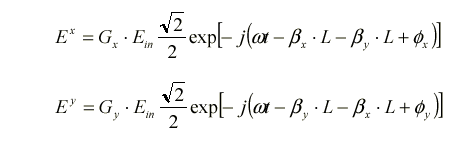 E^x = G_x · E_in √2/2 exp[− j(ωt − β_x · L − β_y · L + ϕ_x)]
E^y = G_y · E_in √2/2 exp[− j(ωt − β_y · L − β_x · L + ϕ_y)]